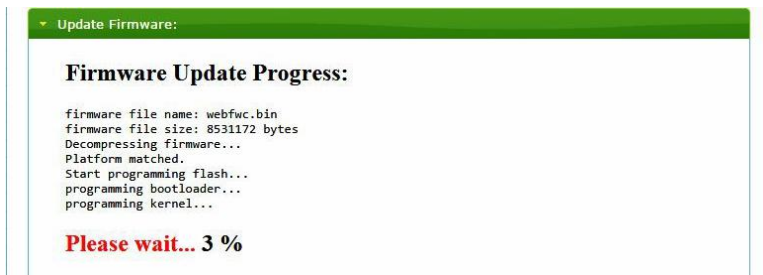 Update Firmware:
Firmware Update Progress:
firmware file name: webfwc.bin
firmware file size: 8531172 bytes
Decompressing firmware...
Platform matched.
Start programming flash...
programming bootloader...
programming kernel...
Please wait... 3 %